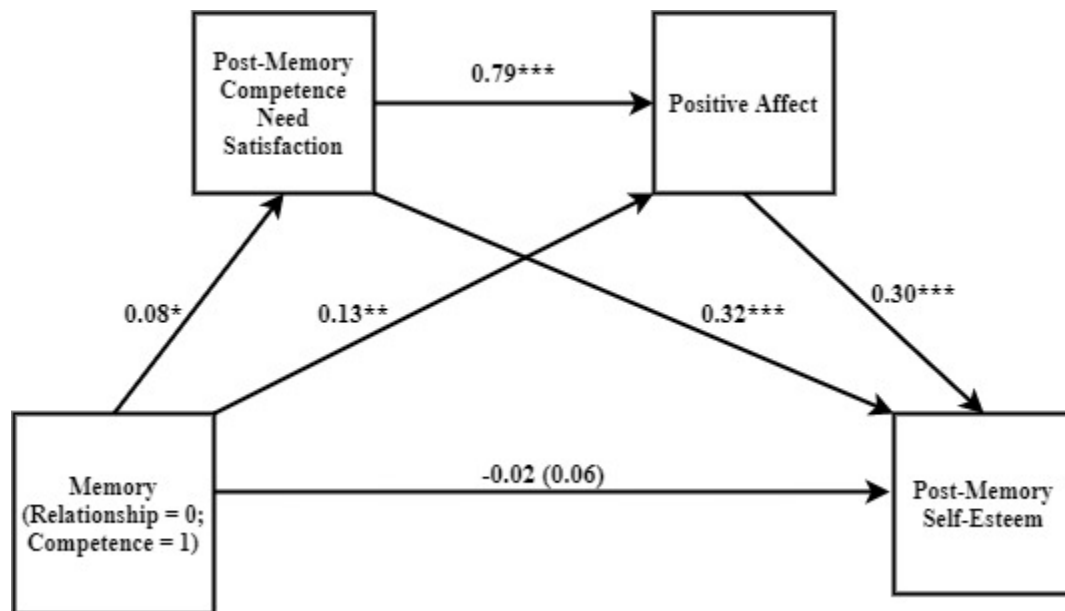 Post-Memory
Competence
Need
Satisfaction
0.79***
Positive Affect
0.08*
0.13**
0.32***
0.30***
Memory
(Relationship = 0;
Competence = 1)
-0.02 (0.06)
Post-Memory
Self-Esteem